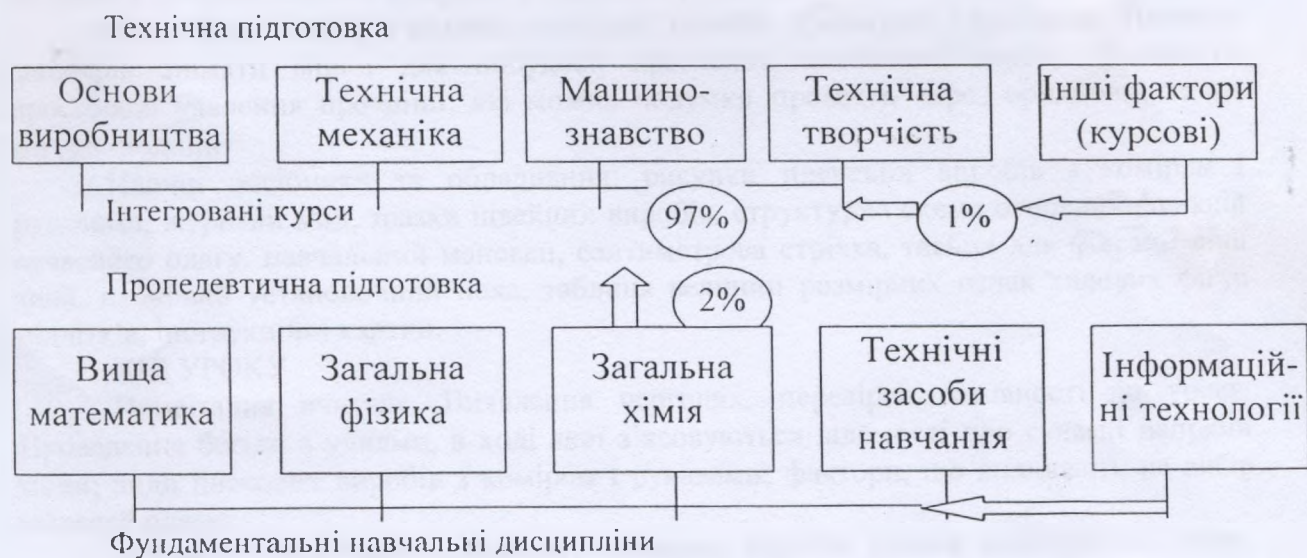 Технічна підготовка
Основи
виробництва
Технічна
механіка
Машино-
знавство
Технічна
творчість
Інші фактори
(курсові)
Інтегровані курси
97%
1%
Пропедевтична підготовка
2%
Вища
математика
Загальна
фізика
Загальна
хімія
Технічні
засоби
навчання
Інформацій-
ні технології
Фундаментальні навчальні дисципліни